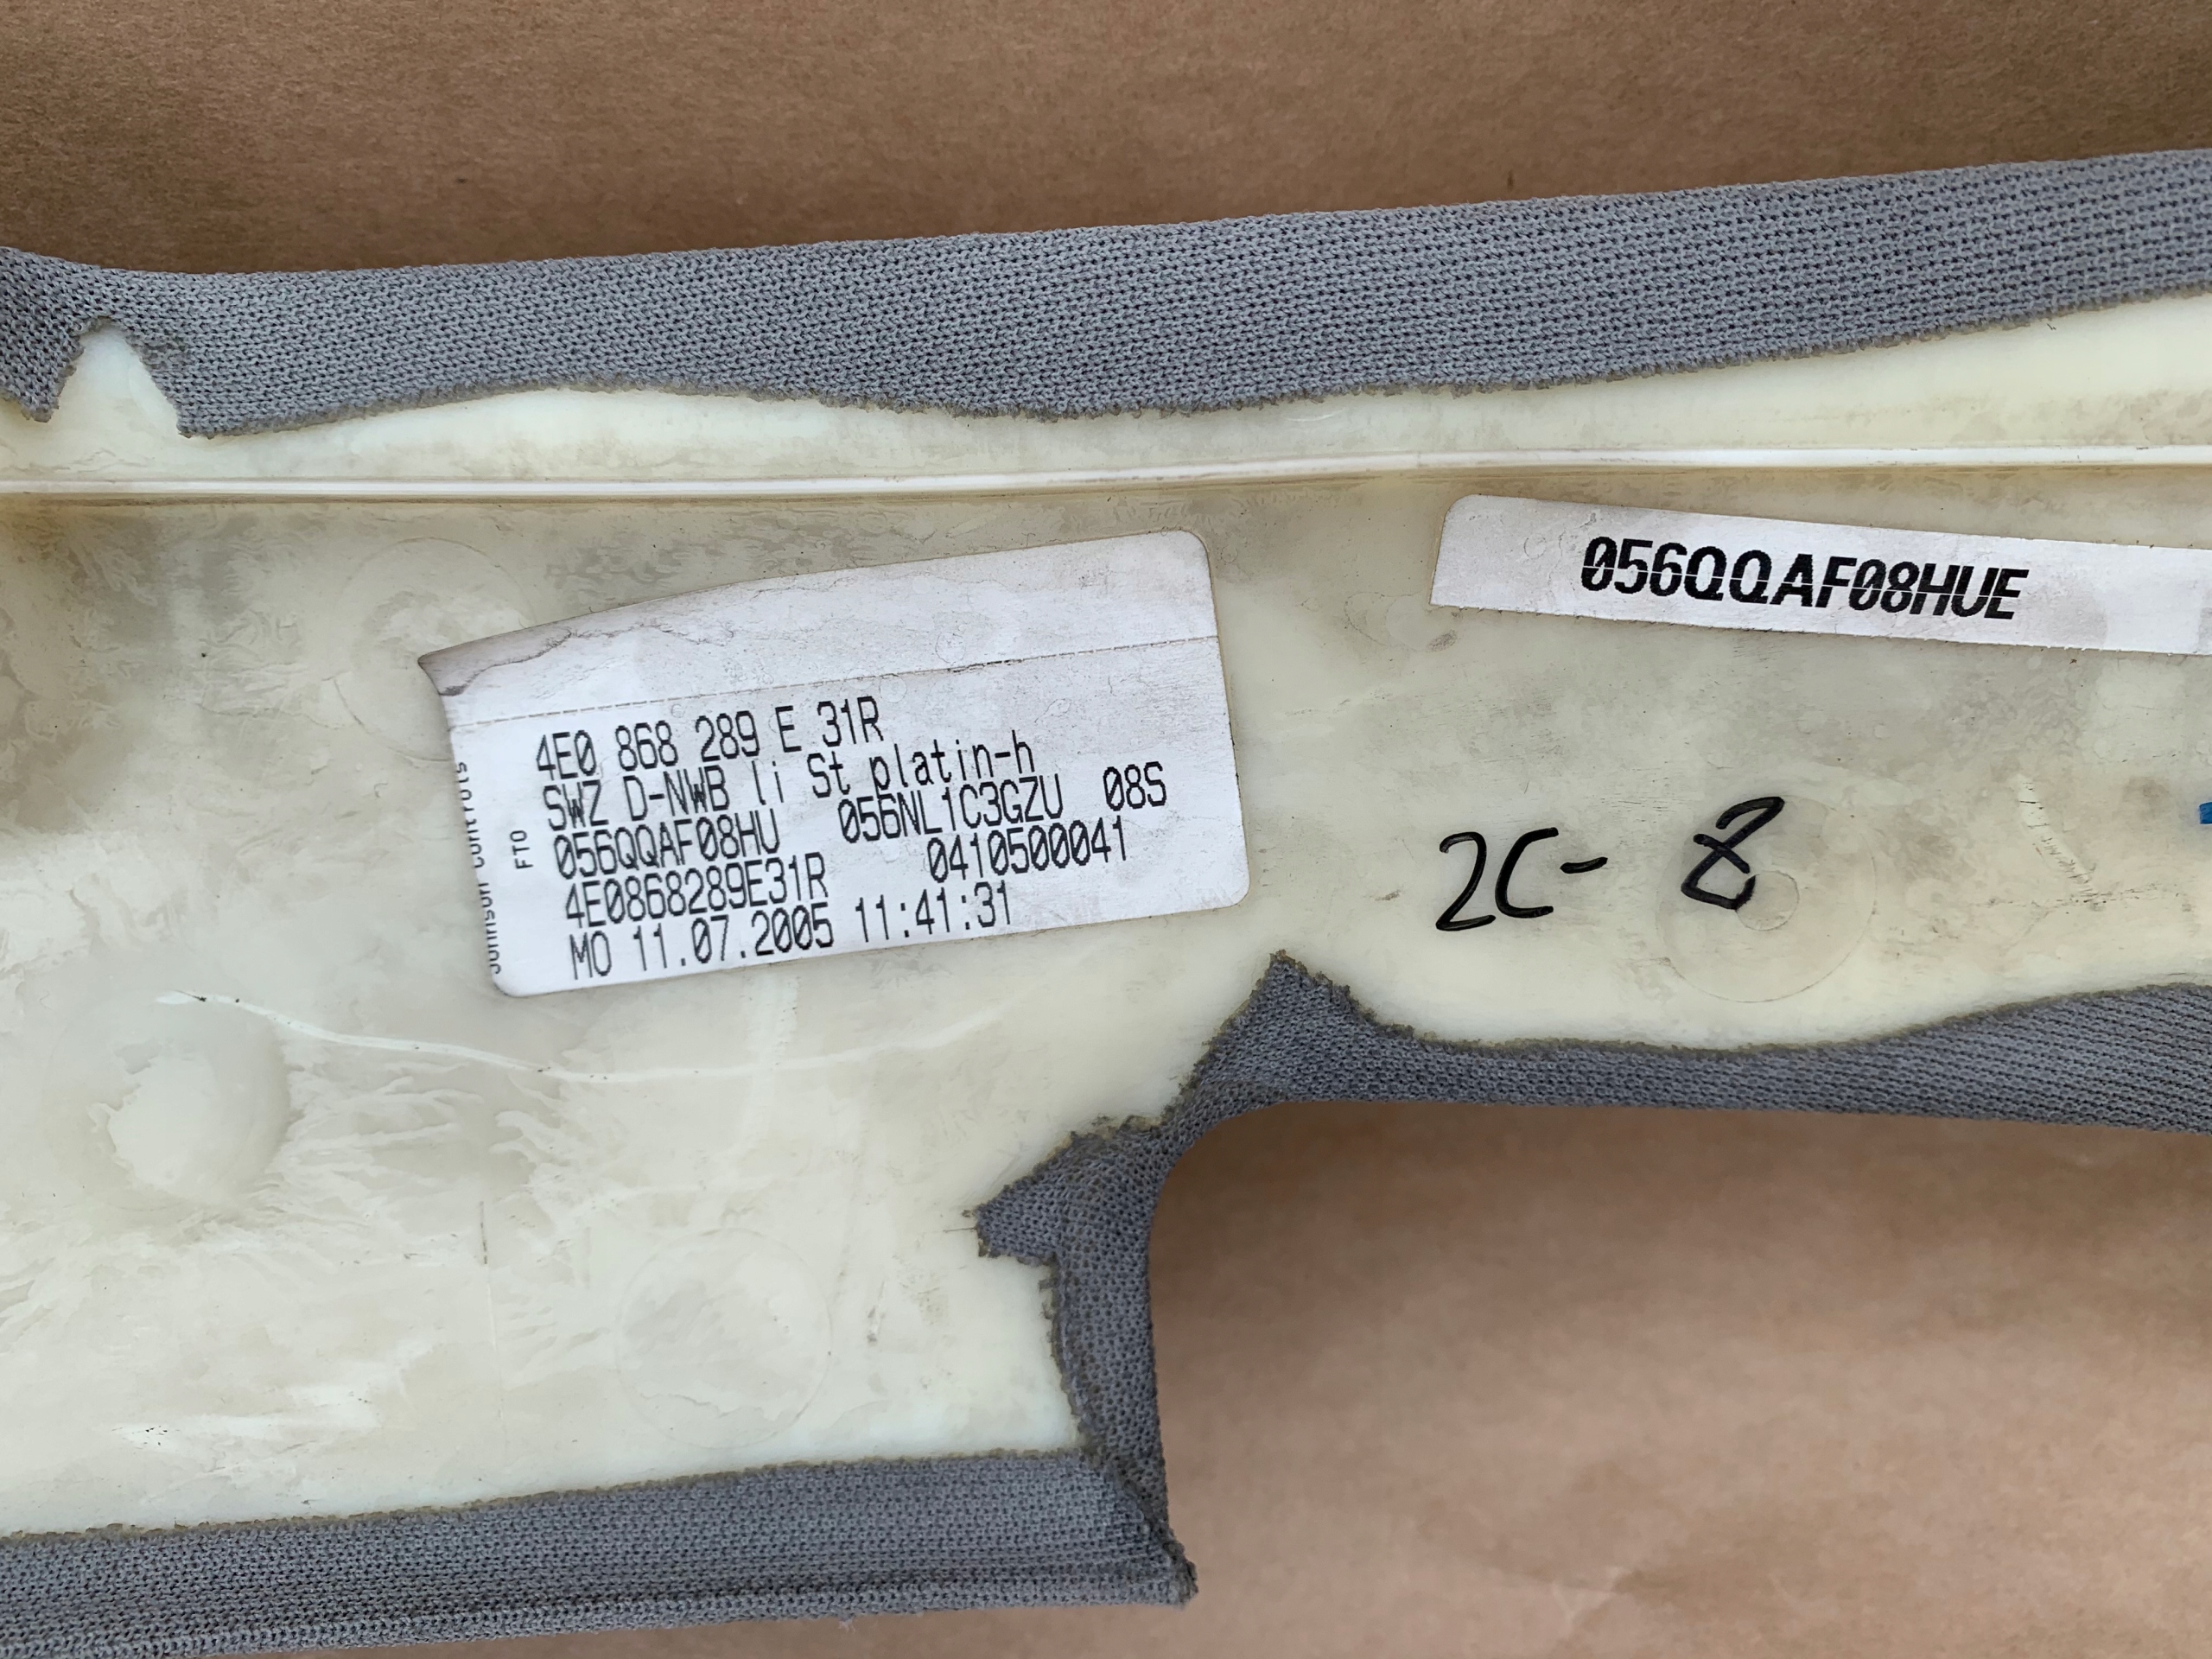 4E0 868 289 E 31R
SWZ D-NWB li St platin-h
056QQAF08HU 056NL1C3GZU 08S
4E0868289E31R 0410500041
MO 11.07.2005 11:41:31
FTO
Johnson Controls
056QQAF08HUE
2C- 8